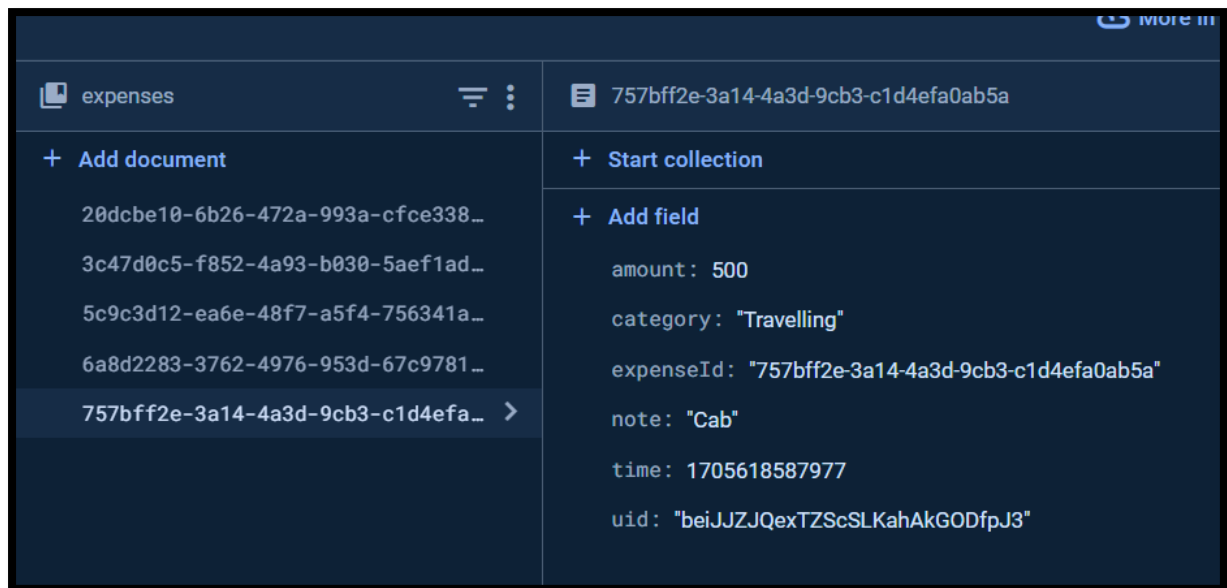 More in
expenses
757bff2e-3a14-4a3d-9cb3-c1d4efa0ab5a
+ Add document
+ Start collection
20dcbe10-6b26-472a-993a-cfce338…
+ Add field
3c47d0c5-f852-4a93-b030-5aef1ad…
amount: 500
5c9c3d12-ea6e-48f7-a5f4-756341a…
category: "Travelling"
6a8d2283-3762-4976-953d-67c9781…
expenseId: "757bff2e-3a14-4a3d-9cb3-c1d4efa0ab5a"
757bff2e-3a14-4a3d-9cb3-c1d4efa…
note: "Cab"
time: 1705618587977
uid: "beiJJZJQexTZScSLKahAkGODfpJ3"